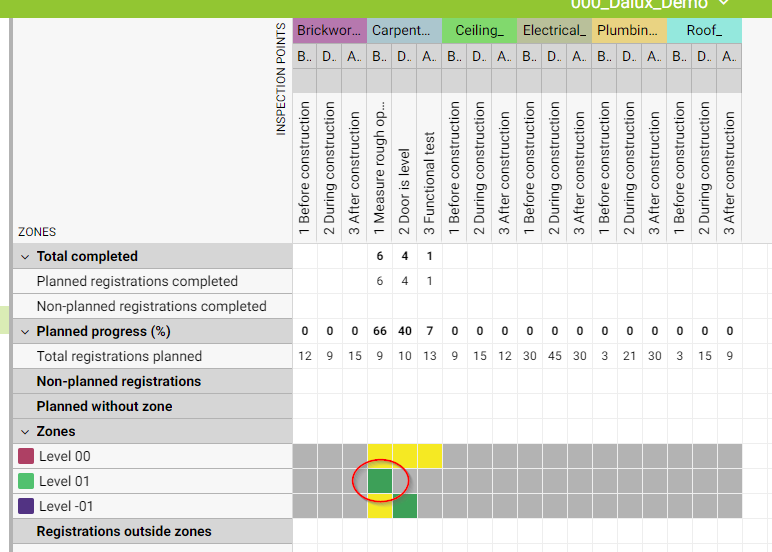 000_Dalux_Demo
INSPECTION POINTS
Brickwor... Carpent... Ceiling_ Electrical_ Plumbin... Roof_
B.. D.. A.. B.. D.. A.. B.. D.. A.. B.. D.. A.. B.. D.. A.. B.. D.. A..
1 Before construction
2 During construction
3 After construction
1 Measure rough op...
2 Door is level
3 Functional test
1 Before construction
2 During construction
3 After construction
1 Before construction
2 During construction
3 After construction
1 Before construction
2 During construction
3 After construction
1 Before construction
2 During construction
3 After construction
ZONES
Total completed 6 4 1
Planned registrations completed 6 4 1
Non-planned registrations completed
Planned progress (%) 0 0 0 66 40 7 0 0 0 0 0 0 0 0 0 0 0 0
Total registrations planned 12 9 15 9 10 13 9 15 12 30 45 30 3 21 30 3 15 9
Non-planned registrations
Planned without zone
Zones
Level 00
Level 01
Level -01
Registrations outside zones